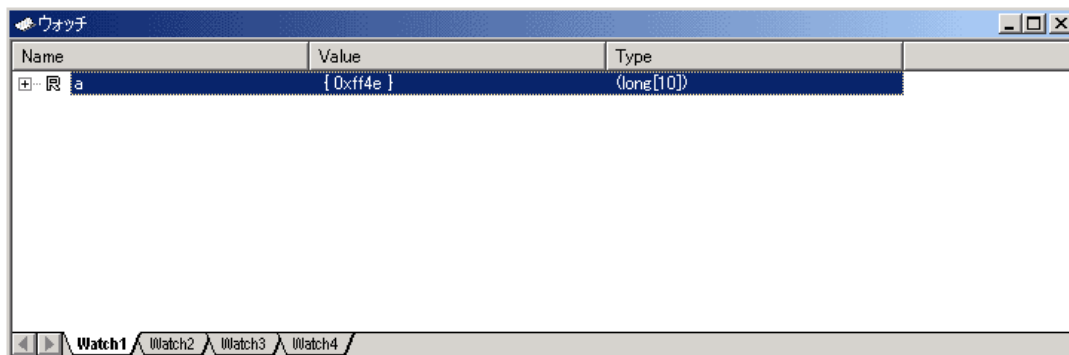 ウォッチ
Name Value Type
R a { 0xff4e } (long[10])
Watch1 Watch2 Watch3 Watch4